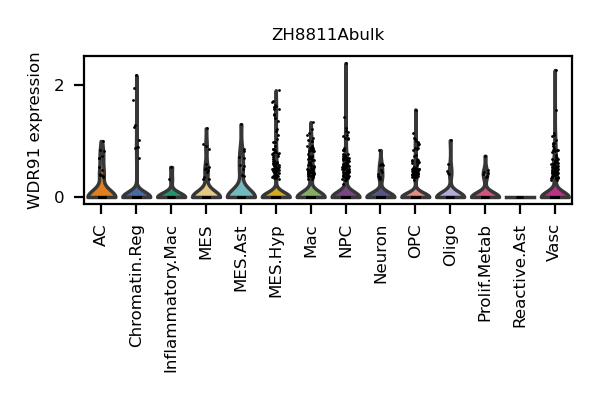 ZH8811Abulk
WDR91 expression
2
0
AC
Chromatin.Reg
Inflammatory.Mac
MES
MES.Ast
MES.Hyp
Mac
NPC
Neuron
OPC
Oligo
Prolif.Metab
Reactive.Ast
Vasc